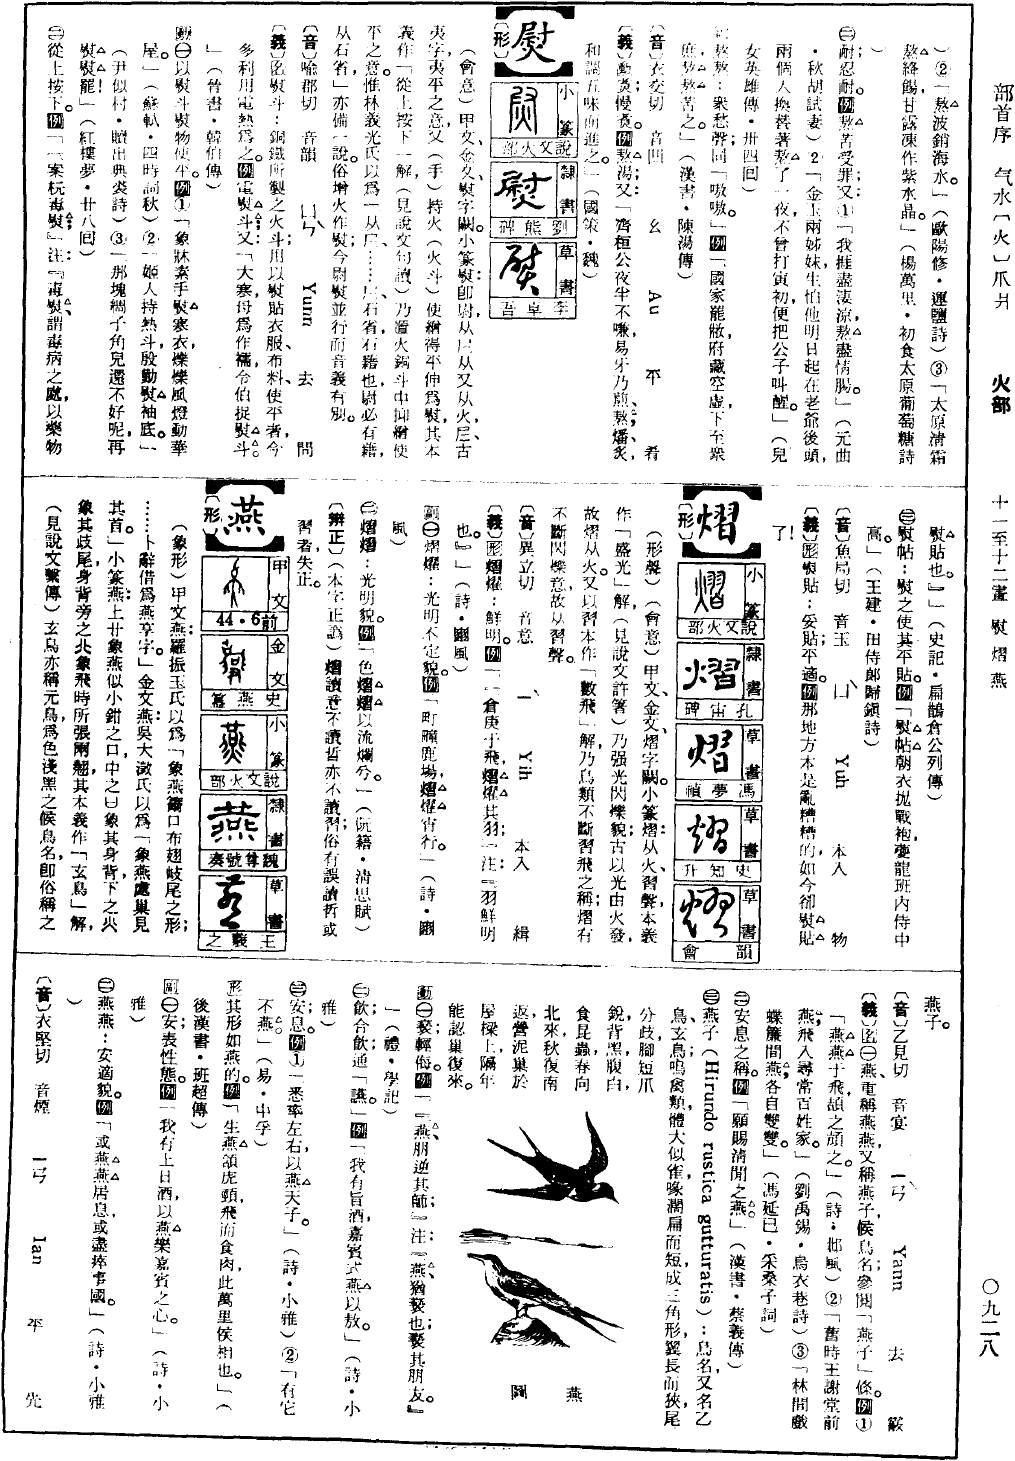 部首序 气水〔火〕爪爿 火部 十一至十二畫 熨熠燕 〇九二八
）②「熬波銷海水。」（歐陽修・運鹽詩）③「太原清霜
熬絳餳，甘露凍作紫水晶。」（楊萬里・初食太原葡萄糖詩
）
㊂耐；忍耐。例熬苦受罪。又：①「我捱盡淒涼，熬盡情腸。」（元曲
・秋胡試妻）②「金玉兩姊妹生怕他明日起在老爺後頭，
兩個人換替著熬了一夜，不曾打寅初，便把公子叫醒。」（兒
女英雄傳・卅四回）
熬熬：衆愁聲；同「嗷嗷」。例「國家罷敝，府藏空虛，下至衆
庶，熬熬苦之。」（漢書・陳湯傳）
〔音〕衣交切 音凹 ㄠ Au 平 肴
〔義〕動煑；慢煑。例熬湯。又：「齊桓公夜半不嗛，易牙乃煎、熬、燔、炙，
和調五味而進之。」（國策・魏）
熨
〔形〕
小篆 說文火部
隸書 劉熊碑
草書 李卓吾
（會意）甲文、金文熨字闕。小篆熨：即尉，从𡰥从又从火，𡰥古
夷字，夷平之意；又（手）持火（火斗）使繒得平伸爲熨，其本
義作「從上按下」解（見說文句讀）乃置火鍋斗中抑繒使
平之意。惟林義光氏以爲「从𡰥……
从石省」亦備一說。俗增火作熨，今尉熨並行而音義有別。
〔音〕喻郡切 音韻 ㄩㄣ Yunn 去 問
〔義〕名熨斗：銅鐵所製之火斗，用以熨貼衣服、布料，使平者；今
多利用電熱爲之。例電熨斗。又：「大寒，母爲作襦，令伯捉熨斗。
」（晉書・韓伯傳）
動㊀以熨斗熨物使平。例①「象牀素手熨寒衣，爍爍風燈動華
屋。」（蘇軾・四時詞秋）②「姬人持熱斗，殷勤熨袖底。」
（尹似村・贖出典裘詩）③「那塊綢子角兒還不好呢，再
熨熨罷！」（紅樓夢・廿八回）
㊁從上按下。例「『案杬毒熨』注：『毒熨，謂毒病之處，以藥物
熨貼也。』」（史記・扁鵲倉公列傳）
㊂熨帖：熨之使其平貼。例「熨帖朝衣拋戰袍，夔龍班內侍中
高。」（王建・田侍郎歸鎮詩）
〔音〕魚局切 音玉 ㄩ Yuh 本入 物
〔義〕形熨貼：妥貼；平適。例那地方本是亂糟糟的，如今卻熨貼
了！
熠
〔形〕
小篆 說文火部
隸書 孔宙碑
草書 馮夢禎
草書 史知升
草書 韻會
（形聲）（會意）甲文、金文熠字闕。小篆熠：从火，習聲，本義
作「盛光」解（見說文許箸）乃强光閃爍貌；古以光由火發，
故熠从火。又以習本作「數飛」解，乃鳥類不斷習飛之稱；熠有
不斷閃爍意，故从習聲。
〔音〕異立切 音意 ㄧ Yih 本入 緝
〔義〕形熠燿：鮮明。例「『倉庚于飛，熠燿其羽』注：『羽鮮明
也。』」（詩・豳風）
副㊀熠燿：光明不定貌。例「町疃鹿場，熠燿宵行。」（詩・豳
風）
㊁熠熠：光明貌。例「色熠熠以流爛兮。」（阮籍・清思賦）
〔辨正〕（本字正譌）熠讀意，不讀哲，亦不讀習；俗有誤讀哲或
習者，失正。
燕
〔形〕
甲文 前6・44
金文 史燕簠
小篆 說文火部
隸書 魏尊號奏
草書 王羲之
（象形）甲文燕：羅振玉氏以爲「象燕籋口布翅歧尾之形；
……卜辭借爲燕享字。」金文燕：吳大澂氏以爲「象燕處巢見
其首。」小篆燕：上廿象燕似小鉗之口，中之口象其身，背下之火
象其歧尾，身背旁之北象飛時所張兩翅，其本義作「玄鳥」解，
（見說文繫傳）玄鳥亦稱元鳥，爲色淺黑之候鳥名，即俗稱之
燕子。
〔音〕乙見切 音宴 ㄧㄢ Yann 去 霰
〔義〕名㊀燕，重稱燕燕，又稱燕子，候鳥名，參閱「燕子」條。例①
「燕燕于飛，頡之頏之。」（詩・邶風）②「舊時王謝堂前
燕，飛入尋常百姓家。」（劉禹錫・烏衣巷詩）③「林間戲
蝶簾間燕，各自雙雙。」（馮延巳・采桑子詞）
㊁安息之稱。例「願賜清閒之燕。」（漢書・蔡義傳）
㊂燕子（Hirundo rustica gutturatis）：鳥名，又名乙
鳥、玄鳥，鳴禽類，體大似雀，喙濶扁而短，成三角形，翼長而狹，尾
分歧，腳短，爪
銳，背黑腹白，
食昆蟲，春向
北來，秋復南
返，營泥巢於
屋樑上，隔年
能認巢復來。
燕圖
動㊀褻；輕侮。例「『燕朋逆其師』注：『燕，猶褻也；褻其朋友。』
」（禮・學記）
㊁飲；合飲；通「讌」。例「我有旨酒，嘉賓式燕以敖。」（詩・小
雅）
㊂安；息。例①「悉率左右，以燕天子。」（詩・小雅）②「有它
不燕。」（易・中孚）
形其形如燕的。例「生燕頷虎頸，飛而食肉，此萬里侯相也。」（
後漢書・班超傳）
副㊀安；表性態。例「我有上日酒，以燕樂嘉賓之心。」（詩・小
雅）
㊁燕燕：安適貌。例「或燕燕居息，或盡瘁事國。」（詩・小雅
）
〔音〕衣堅切 音煙 ㄧㄢ Ian 平 先